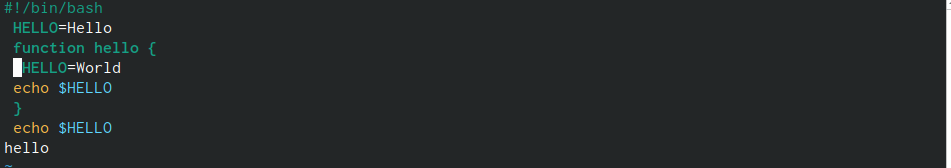 #!/bin/bash
HELLO=Hello
function hello {
HELLO=World
echo $HELLO
}
echo $HELLO
hello
~